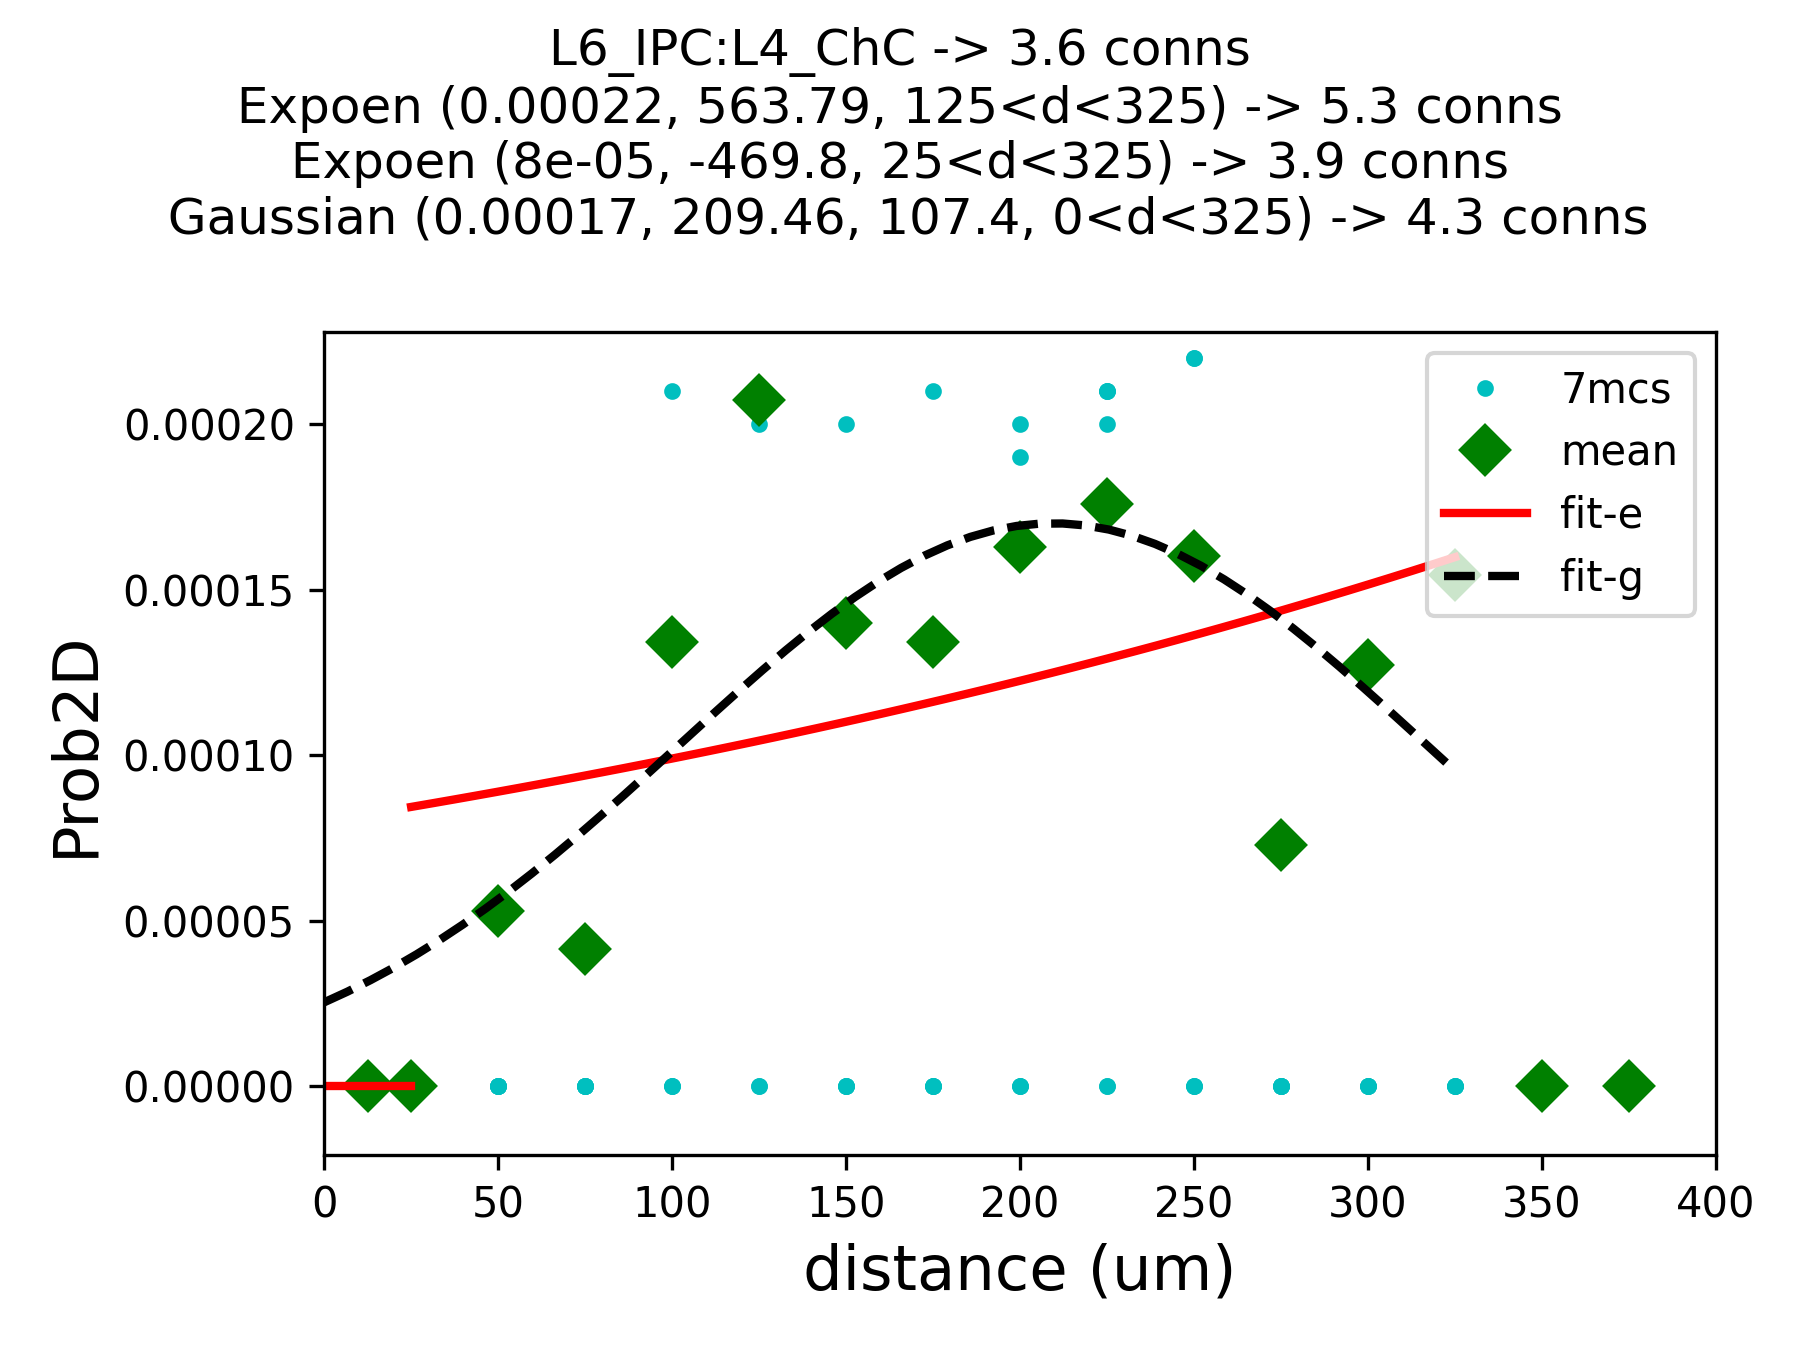 L6_IPC:L4_ChC -> 3.6 conns
Expoen (0.00022, 563.79, 125<d<325) -> 5.3 conns
Expoen (8e-05, -469.8, 25<d<325) -> 3.9 conns
Gaussian (0.00017, 209.46, 107.4, 0<d<325) -> 4.3 conns
7mcs
mean
fit-e
fit-g
Prob2D
0.00020
0.00015
0.00010
0.00005
0.00000
0 50 100 150 200 250 300 350 400
distance (um)